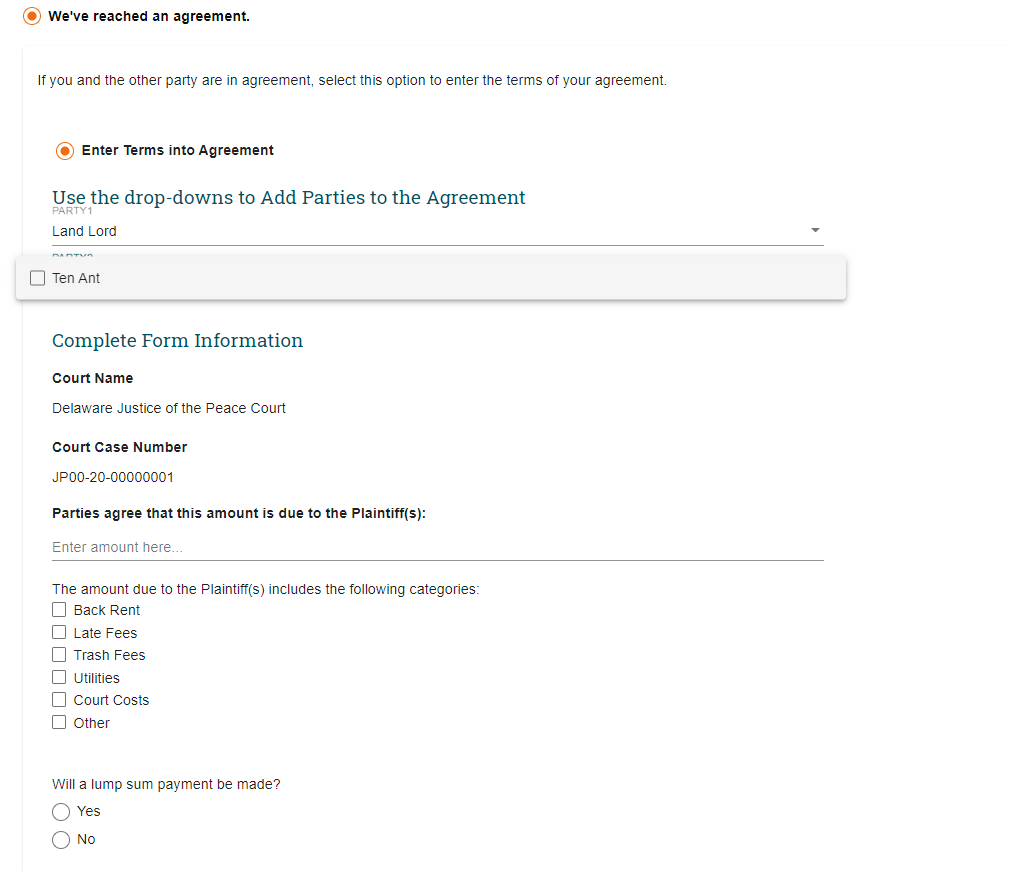 We've reached an agreement.
If you and the other party are in agreement, select this option to enter the terms of your agreement.
Enter Terms into Agreement
Use the drop-downs to Add Parties to the Agreement
PARTY1
Land Lord
PARTY2
Ten Ant
Complete Form Information
Court Name
Delaware Justice of the Peace Court
Court Case Number
JP00-20-00000001
Parties agree that this amount is due to the Plaintiff(s):
Enter amount here...
The amount due to the Plaintiff(s) includes the following categories:
Back Rent
Late Fees
Trash Fees
Utilities
Court Costs
Other
Will a lump sum payment be made?
Yes
No